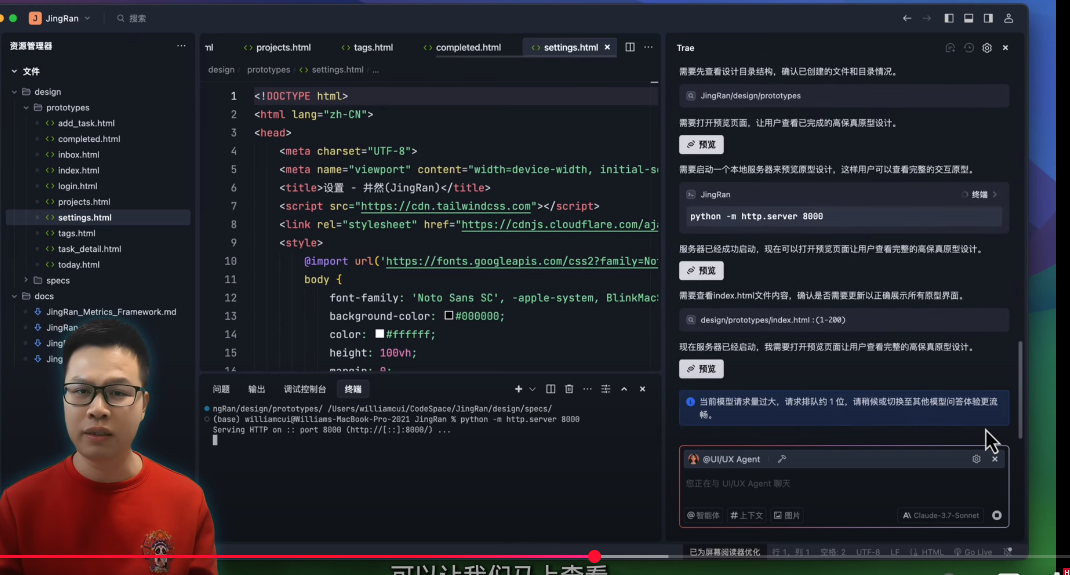 J JingRan
搜索
资源管理器
ml
projects.html
tags.html
completed.html
settings.html
文件
design
prototypes
add_task.html
completed.html
inbox.html
index.html
login.html
projects.html
settings.html
tags.html
task_detail.html
today.html
specs
docs
JingRan_Metrics_Framework.md
JingRan
Jing
Jing
design prototypes settings.html ...
1 <!DOCTYPE html>
2 <html lang="zh-CN">
3 <head>
4 <meta charset="UTF-8">
5 <meta name="viewport" content="width=device-width, initial-s
6 <title>设置 - 井然(JingRan)</title>
7 <script src="https://cdn.tailwindcss.com"></script>
8 <link rel="stylesheet" href="https://cdnjs.cloudflare.com/aja
9 <style>
10 @import url('https://fonts.googleapis.com/css2?family=Not
11 body {
12 font-family: 'Noto Sans SC', -apple-system, BlinkMac
13 background-color: #000000;
14 color: #ffffff;
15 height: 100vh;
16 margin: 0;
问题 输出 调试控制台 终端
ngRan/design/prototypes/ /Users/williamcui/CodeSpace/JingRan/design/specs/
(base) williamcui@Williams-MacBook-Pro-2021 JingRan % python -m http.server 8000
Serving HTTP on :: port 8000 (http://[::]:8000/) ...
Trae
需要先查看设计目录结构，确认已创建的文件和目录情况。
JingRan/design/prototypes
需要打开预览页面，让用户查看已完成的高保真原型设计。
预览
需要启动一个本地服务器来预览原型设计，这样用户可以查看完整的交互原型。
JingRan
终端
python -m http.server 8000
服务器已经成功启动，现在可以打开预览页面让用户查看完整的高保真原型设计。
预览
需要查看index.html文件内容，确认是否需要更新以正确展示所有原型界面。
design/prototypes/index.html :(1-200)
现在服务器已经启动，我需要打开预览页面让用户查看完整的高保真原型设计。
预览
当前模型请求量过大，请求排队约 1 位，请稍候或切换至其他模型问答体验更流
畅。
@UI/UX Agent
您正在与 UI/UX Agent 聊天
@智能体 #上下文 图片
Claude-3.7-Sonnet
已为屏幕阅读器优化 行 1，列 1 空格: 2 UTF-8 LF HTML Go Live
可以让我们马上查看